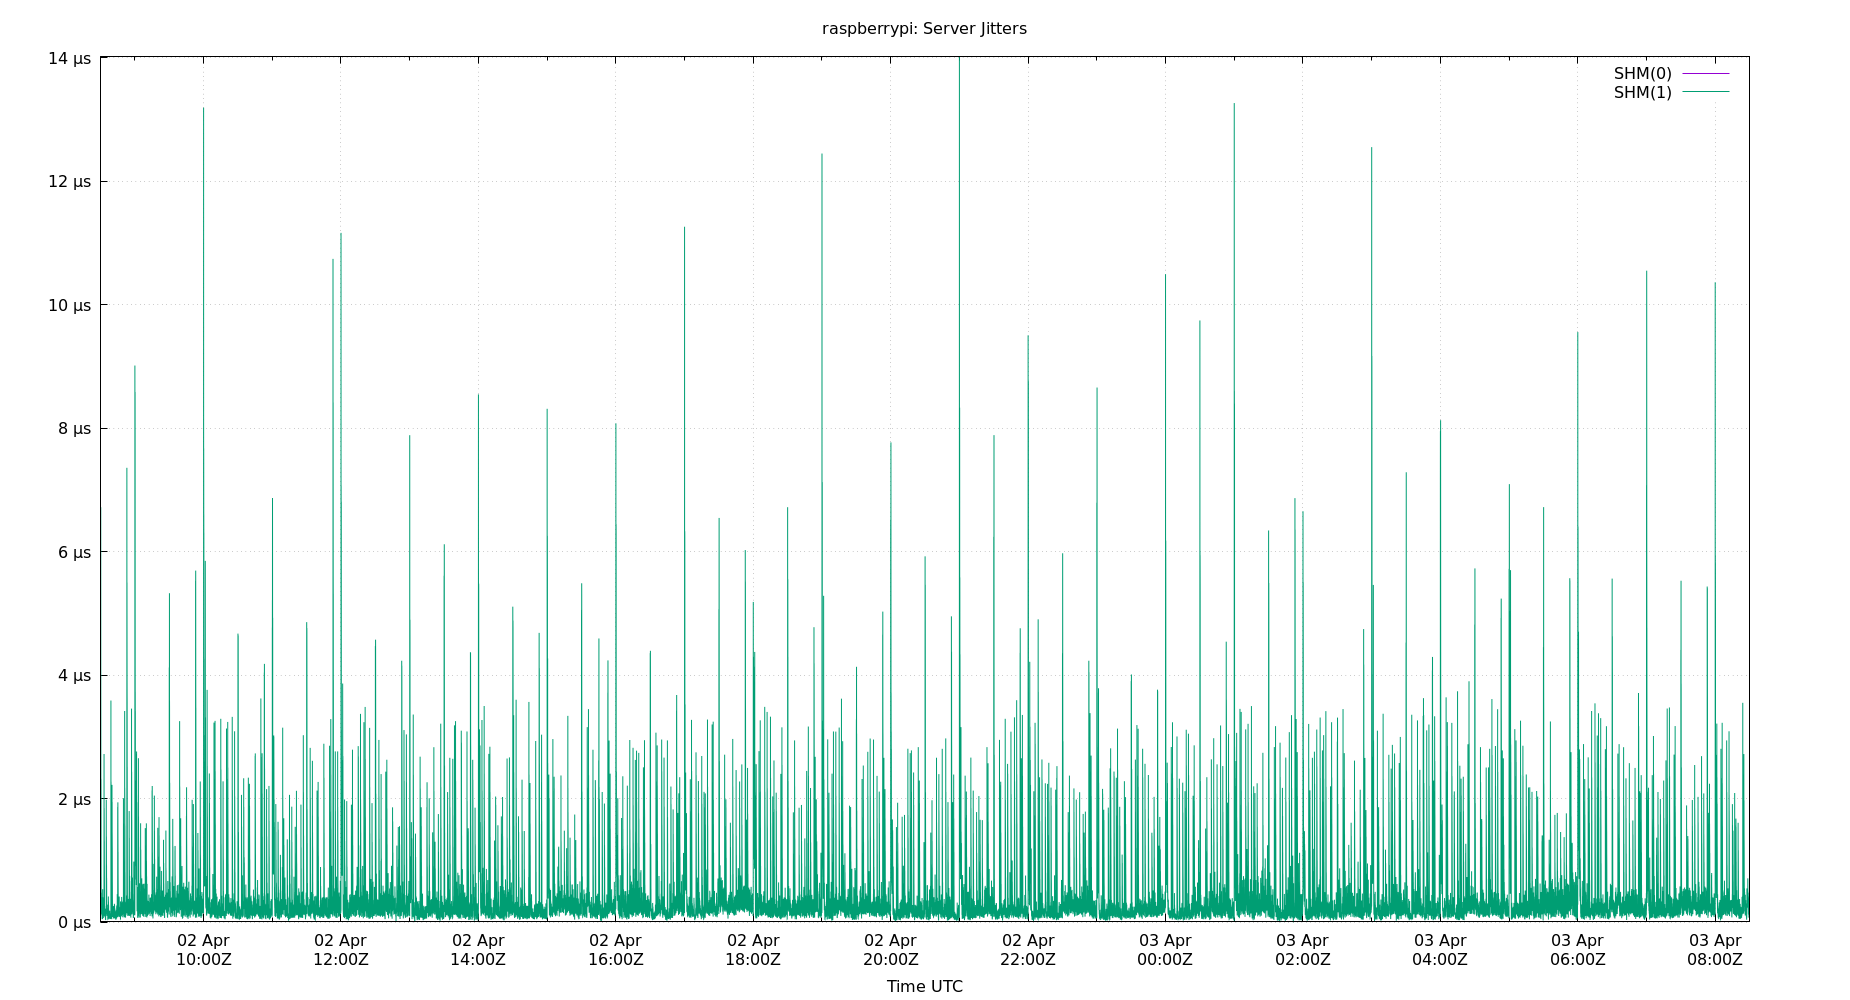 raspberrypi: Server Jitters
SHM(0)
SHM(1)
14 µs
12 µs
10 µs
8 µs
6 µs
4 µs
2 µs
0 µs
02 Apr 02 Apr 02 Apr 02 Apr 02 Apr 02 Apr 02 Apr 03 Apr 03 Apr 03 Apr 03 Apr 03 Apr
10:00Z 12:00Z 14:00Z 16:00Z 18:00Z 20:00Z 22:00Z 00:00Z 02:00Z 04:00Z 06:00Z 08:00Z
Time UTC